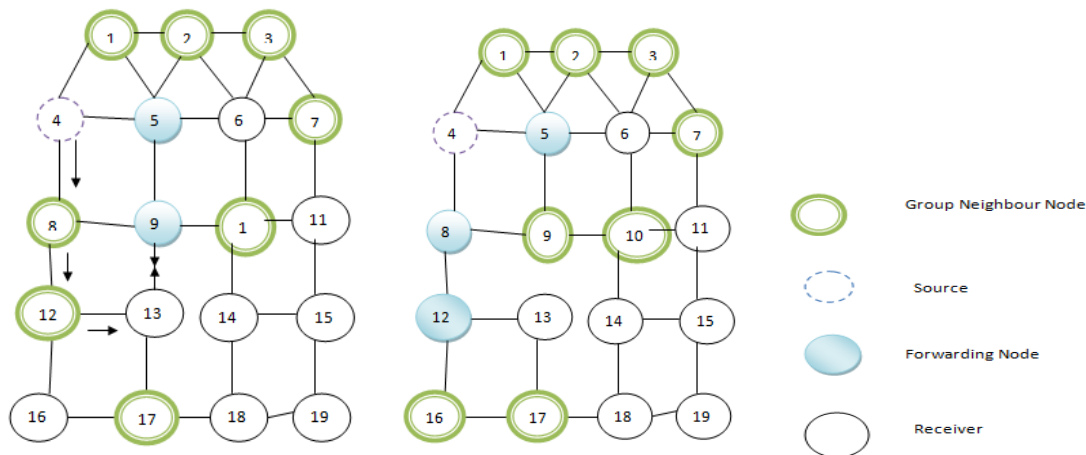 1 2 3
4 5 6 7
8 9 1 11
12 13 14 15
16 17 18 19
1 2 3
4 5 6 7
8 9 10 11
12 13 14 15
16 17 18 19
Group Neighbour Node
Source
Forwarding Node
Receiver